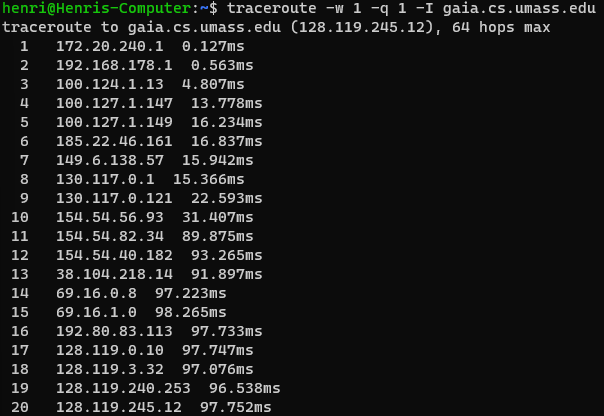 henri@Henris-Computer:~$ traceroute -w 1 -q 1 -I gaia.cs.umass.edu
traceroute to gaia.cs.umass.edu (128.119.245.12), 64 hops max
1 172.20.240.1 0.127ms
2 192.168.178.1 0.563ms
3 100.124.1.13 4.807ms
4 100.127.1.147 13.778ms
5 100.127.1.149 16.234ms
6 185.22.46.161 16.837ms
7 149.6.138.57 15.942ms
8 130.117.0.1 15.366ms
9 130.117.0.121 22.593ms
10 154.54.56.93 31.407ms
11 154.54.82.34 89.875ms
12 154.54.40.182 93.265ms
13 38.104.218.14 91.897ms
14 69.16.0.8 97.223ms
15 69.16.1.0 98.265ms
16 192.80.83.113 97.733ms
17 128.119.0.10 97.747ms
18 128.119.3.32 97.076ms
19 128.119.240.253 96.538ms
20 128.119.245.12 97.752ms